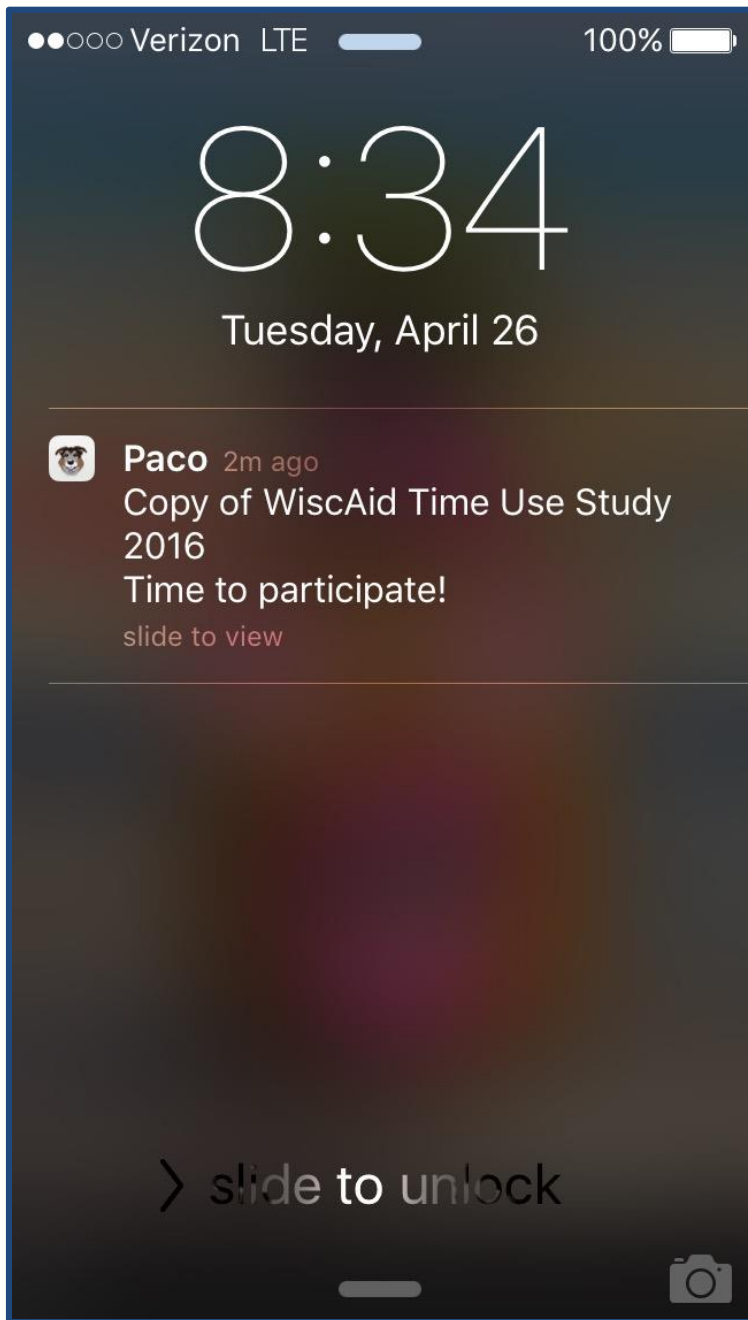 ●●○○○ Verizon LTE 100%
8:34
Tuesday, April 26
Paco 2m ago
Copy of WiscAid Time Use Study
2016
Time to participate!
slide to view
> slide to unlock